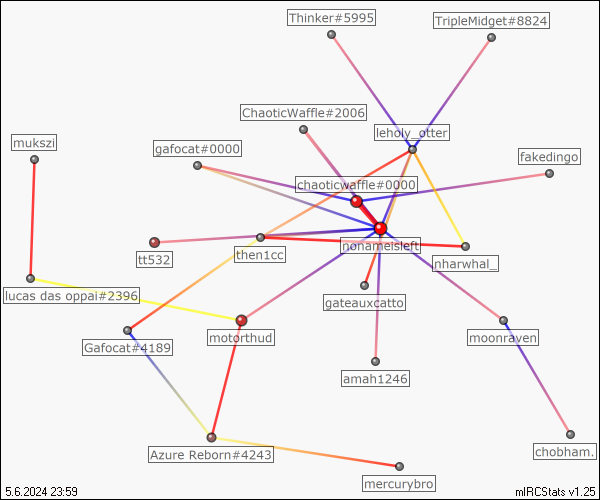 Thinker#5995
TripleMidget#8824
ChaoticWaffle#2006
leholy_otter
mukszi
gafocat#0000
fakedingo
chaoticwaffle#0000
nonameisleft
then1cc
tt532
nharwhal_
lucas das oppai#2396
gateauxcatto
motorthud
moonraven
Gafocat#4189
amah1246
Azure Reborn#4243
chobham.
mercurybro
5.6.2024 23:59
mIRCStats v1.25